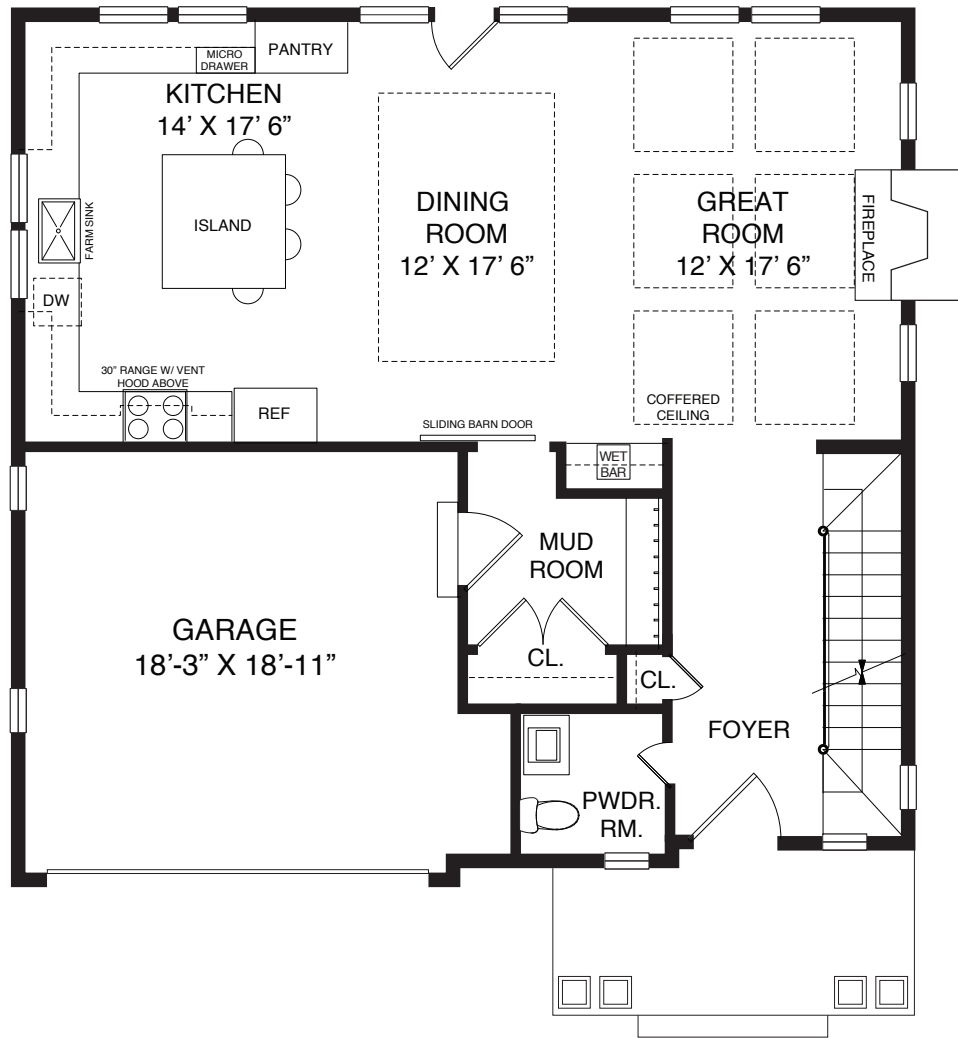 PANTRY
MICRO
DRAWER
KITCHEN
14’ X 17’ 6”
ISLAND
FARM SINK
DW
30” RANGE W/ VENT
HOOD ABOVE
REF
DINING
ROOM
12’ X 17’ 6”
GREAT
ROOM
12’ X 17’ 6”
FIREPLACE
COFFERED
CEILING
SLIDING BARN DOOR
WET
BAR
MUD
ROOM
GARAGE
18’-3” X 18’-11”
CL.
CL.
FOYER
PWDR.
RM.